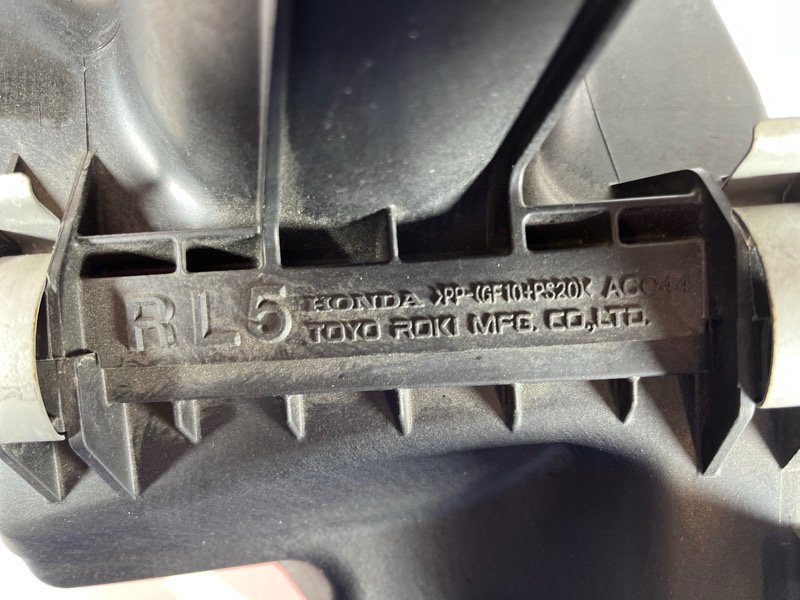 RL5 HONDA >PP-(GF10+PS20)< AC044
TOYO ROKI MFG. CO.,LTD.